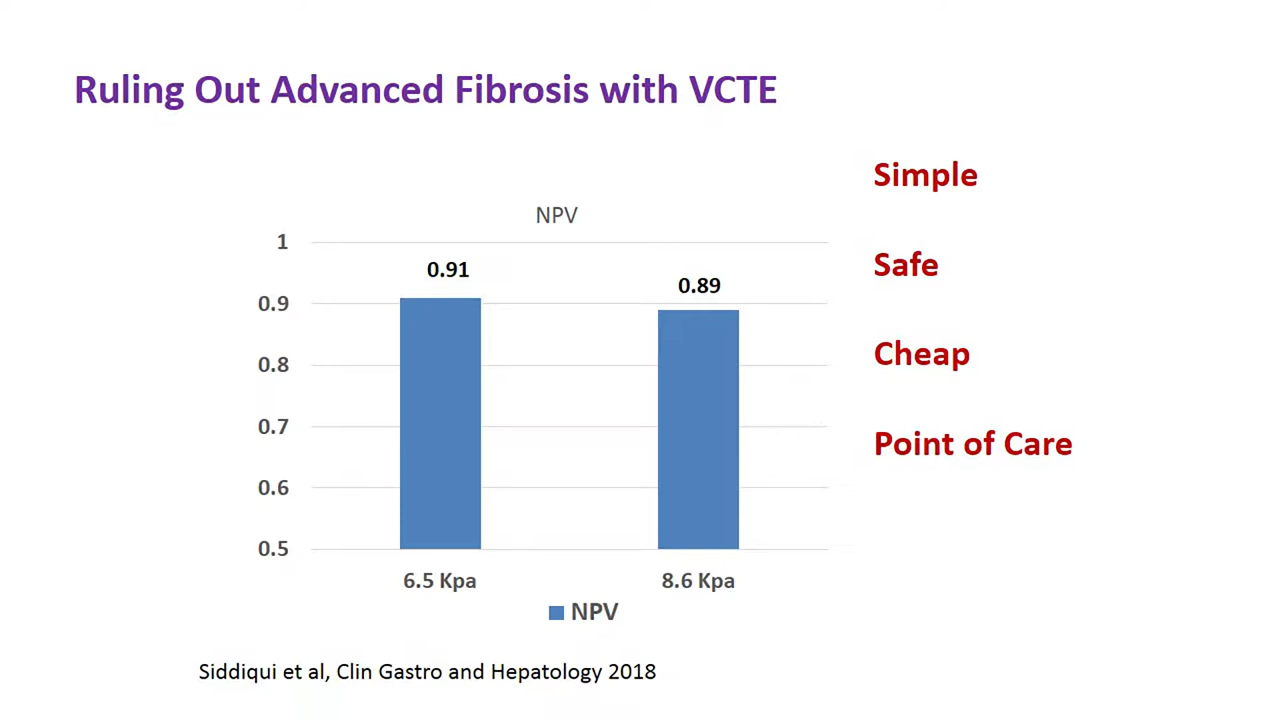 Ruling Out Advanced Fibrosis with VCTE
Simple
Safe
Cheap
Point of Care
NPV
1
0.9
0.8
0.7
0.6
0.5
0.91
0.89
6.5 Kpa
8.6 Kpa
NPV
Siddiqui et al, Clin Gastro and Hepatology 2018